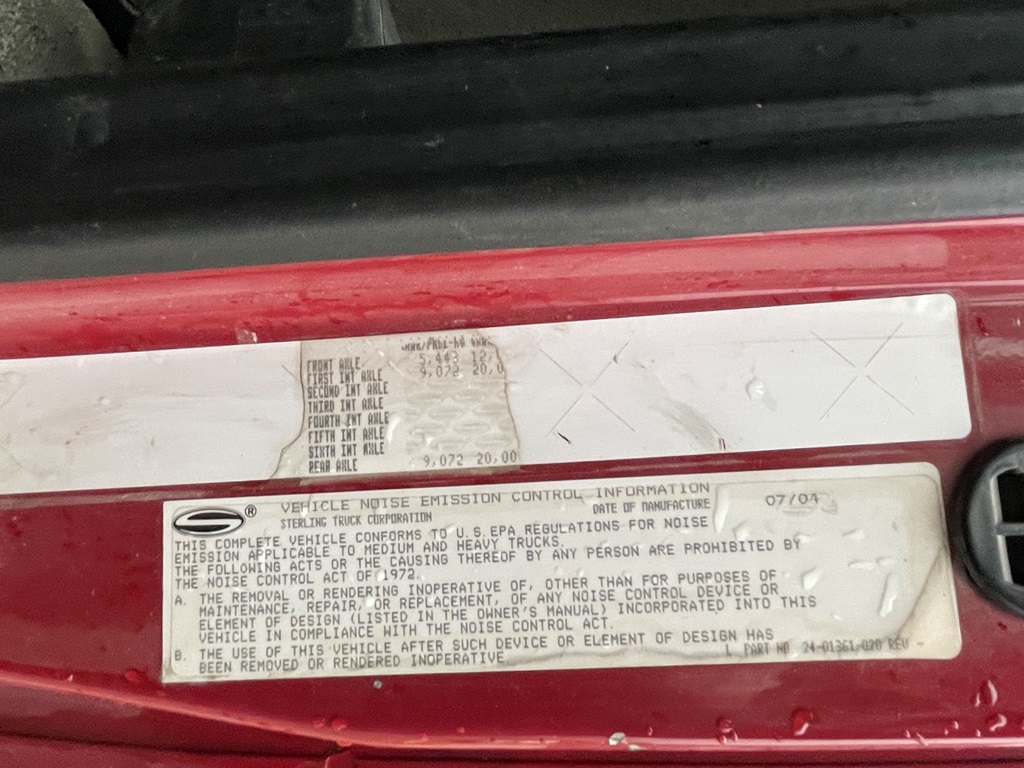 FRONT AXLE 5,443 12,
FIRST INT AXLE 9,072 20,0
SECOND INT AXLE
THIRD INT AXLE
FOURTH INT AXLE
FIFTH INT AXLE
SIXTH INT AXLE
REAR AXLE 9,072 20,00
S® VEHICLE NOISE EMISSION CONTROL INFORMATION
STERLING TRUCK CORPORATION DATE OF MANUFACTURE 07/04
THIS COMPLETE VEHICLE CONFORMS TO U.S.EPA REGULATIONS FOR NOISE
EMISSION APPLICABLE TO MEDIUM AND HEAVY TRUCKS.
THE FOLLOWING ACTS OR THE CAUSING THEREOF BY ANY PERSON ARE PROHIBITED BY
THE NOISE CONTROL ACT OF 1972.
A. THE REMOVAL OR RENDERING INOPERATIVE OF, OTHER THAN FOR PURPOSES OF
MAINTENANCE, REPAIR, OR REPLACEMENT, OF ANY NOISE CONTROL DEVICE OR
ELEMENT OF DESIGN (LISTED IN THE OWNER'S MANUAL) INCORPORATED INTO THIS
VEHICLE IN COMPLIANCE WITH THE NOISE CONTROL ACT.
B. THE USE OF THIS VEHICLE AFTER SUCH DEVICE OR ELEMENT OF DESIGN HAS
BEEN REMOVED OR RENDERED INOPERATIVE.
PART NO. 24-01361-020 REV -